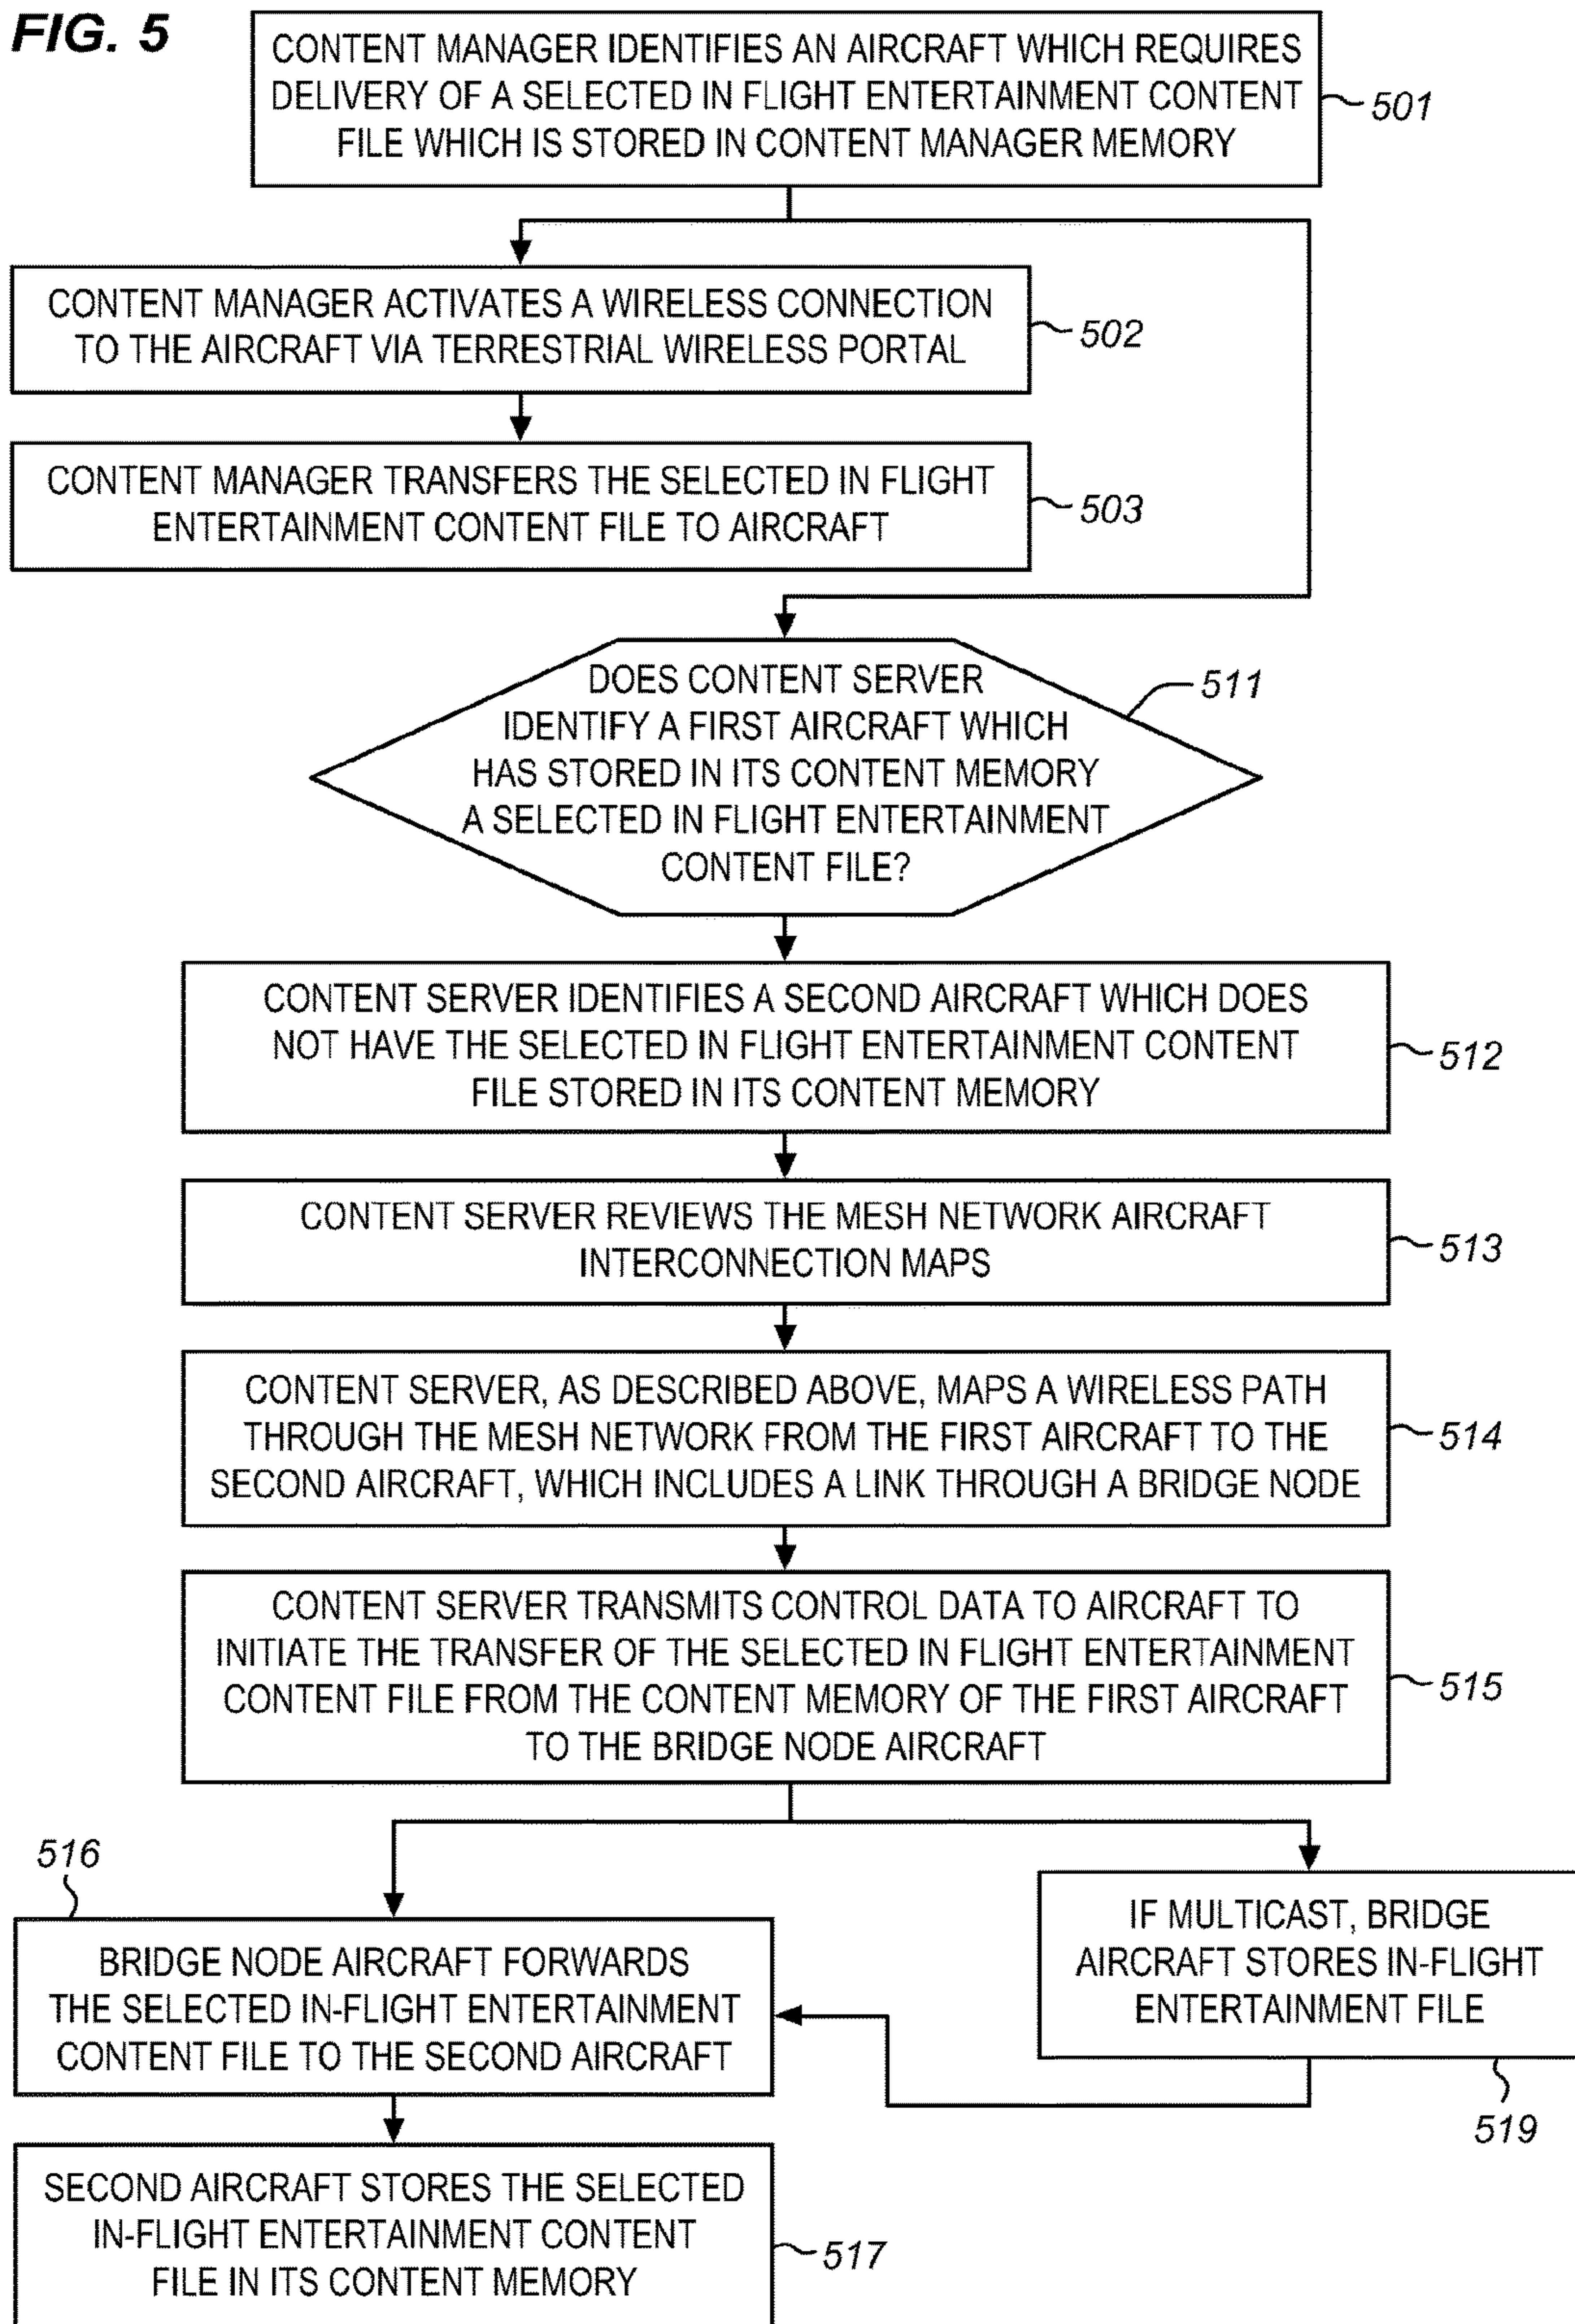 FIG. 5
CONTENT MANAGER IDENTIFIES AN AIRCRAFT WHICH REQUIRES
DELIVERY OF A SELECTED IN FLIGHT ENTERTAINMENT CONTENT
FILE WHICH IS STORED IN CONTENT MANAGER MEMORY
501
CONTENT MANAGER ACTIVATES A WIRELESS CONNECTION
TO THE AIRCRAFT VIA TERRESTRIAL WIRELESS PORTAL
502
CONTENT MANAGER TRANSFERS THE SELECTED IN FLIGHT
ENTERTAINMENT CONTENT FILE TO AIRCRAFT
503
DOES CONTENT SERVER
IDENTIFY A FIRST AIRCRAFT WHICH
HAS STORED IN ITS CONTENT MEMORY
A SELECTED IN FLIGHT ENTERTAINMENT
CONTENT FILE?
511
CONTENT SERVER IDENTIFIES A SECOND AIRCRAFT WHICH DOES
NOT HAVE THE SELECTED IN FLIGHT ENTERTAINMENT CONTENT
FILE STORED IN ITS CONTENT MEMORY
512
CONTENT SERVER REVIEWS THE MESH NETWORK AIRCRAFT
INTERCONNECTION MAPS
513
CONTENT SERVER, AS DESCRIBED ABOVE, MAPS A WIRELESS PATH
THROUGH THE MESH NETWORK FROM THE FIRST AIRCRAFT TO THE
SECOND AIRCRAFT, WHICH INCLUDES A LINK THROUGH A BRIDGE NODE
514
CONTENT SERVER TRANSMITS CONTROL DATA TO AIRCRAFT TO
INITIATE THE TRANSFER OF THE SELECTED IN FLIGHT ENTERTAINMENT
CONTENT FILE FROM THE CONTENT MEMORY OF THE FIRST AIRCRAFT
TO THE BRIDGE NODE AIRCRAFT
515
516
BRIDGE NODE AIRCRAFT FORWARDS
THE SELECTED IN-FLIGHT ENTERTAINMENT
CONTENT FILE TO THE SECOND AIRCRAFT
IF MULTICAST, BRIDGE
AIRCRAFT STORES IN-FLIGHT
ENTERTAINMENT FILE
519
SECOND AIRCRAFT STORES THE SELECTED
IN-FLIGHT ENTERTAINMENT CONTENT
FILE IN ITS CONTENT MEMORY
517